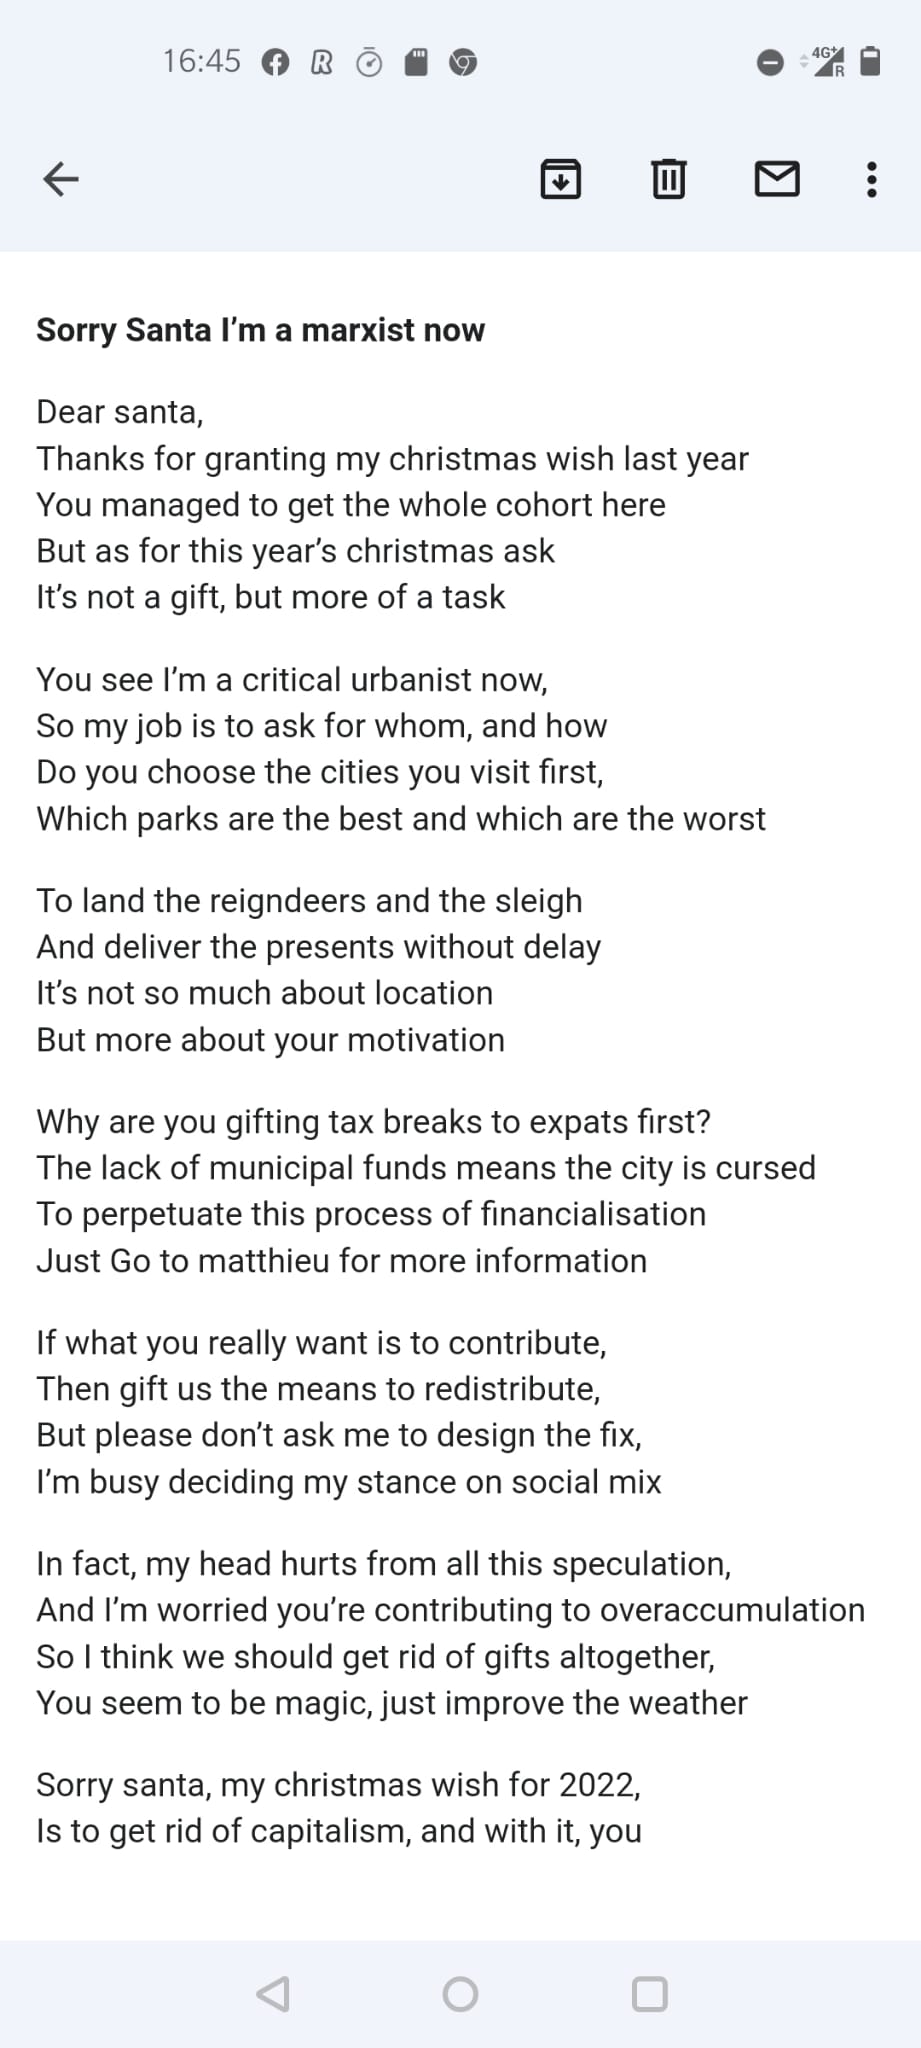 16:45
4G+
R
Sorry Santa I’m a marxist now
Dear santa,
Thanks for granting my christmas wish last year
You managed to get the whole cohort here
But as for this year’s christmas ask
It’s not a gift, but more of a task
You see I’m a critical urbanist now,
So my job is to ask for whom, and how
Do you choose the cities you visit first,
Which parks are the best and which are the worst
To land the reigndeers and the sleigh
And deliver the presents without delay
It’s not so much about location
But more about your motivation
Why are you gifting tax breaks to expats first?
The lack of municipal funds means the city is cursed
To perpetuate this process of financialisation
Just Go to matthieu for more information
If what you really want is to contribute,
Then gift us the means to redistribute,
But please don’t ask me to design the fix,
I’m busy deciding my stance on social mix
In fact, my head hurts from all this speculation,
And I’m worried you’re contributing to overaccumulation
So I think we should get rid of gifts altogether,
You seem to be magic, just improve the weather
Sorry santa, my christmas wish for 2022,
Is to get rid of capitalism, and with it, you